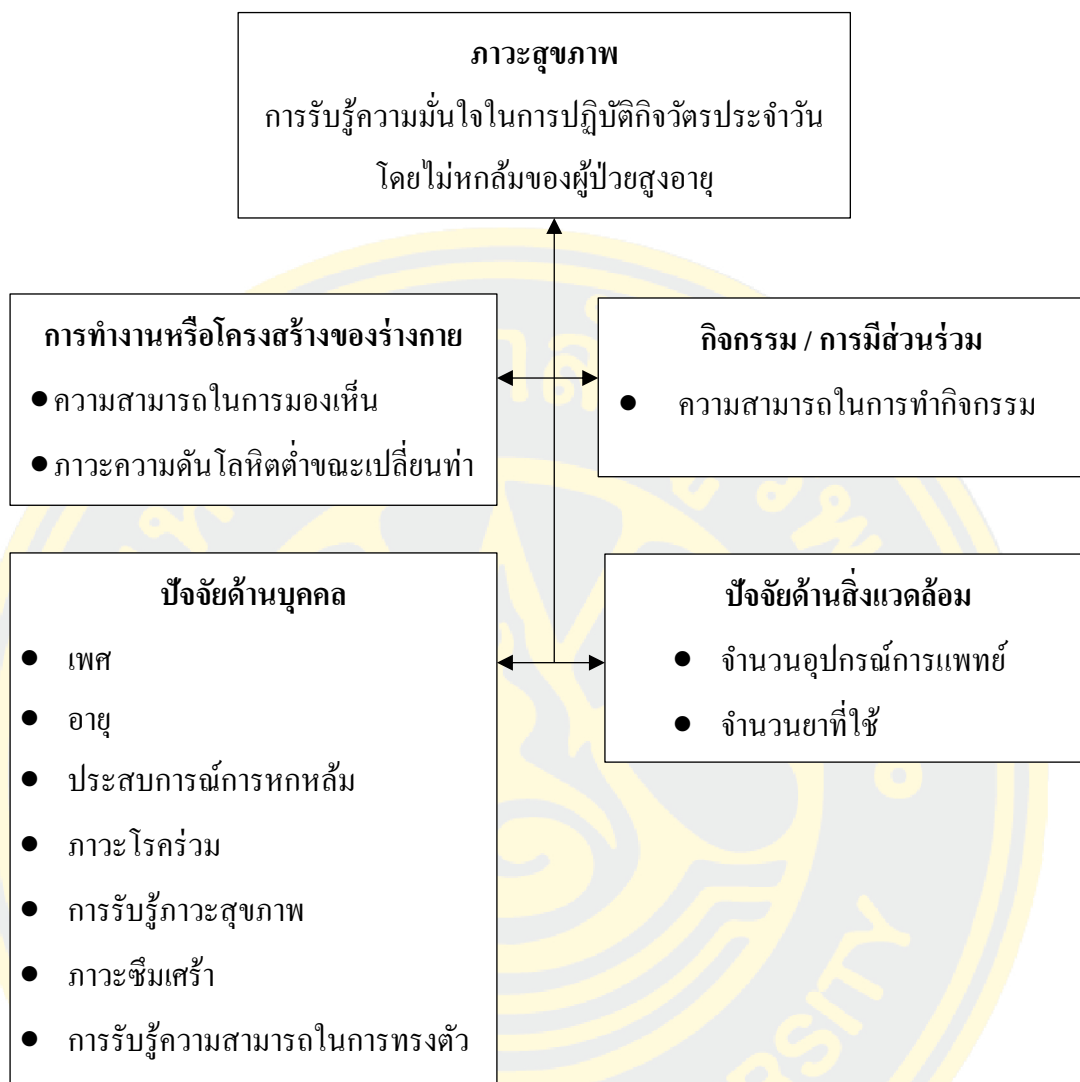 ภาวะสุขภาพ
การรับรู้ความมั่นใจในการปฏิบัติกิจวัตรประจำวัน
โดยไม่หกล้มของผู้ป่วยสูงอายุ
การทำงานหรือโครงสร้างของร่างกาย
● ความสามารถในการมองเห็น
● ภาวะความดันโลหิตต่ำขณะเปลี่ยนท่า
กิจกรรม / การมีส่วนร่วม
● ความสามารถในการทำกิจกรรม
ปัจจัยด้านบุคคล
● เพศ
● อายุ
● ประสบการณ์การหกหล้ม
● ภาวะโรคร่วม
● การรับรู้ภาวะสุขภาพ
● ภาวะซึมเศร้า
● การรับรู้ความสามารถในการทรงตัว
ปัจจัยด้านสิ่งแวดล้อม
● จำนวนอุปกรณ์การแพทย์
● จำนวนยาที่ใช้